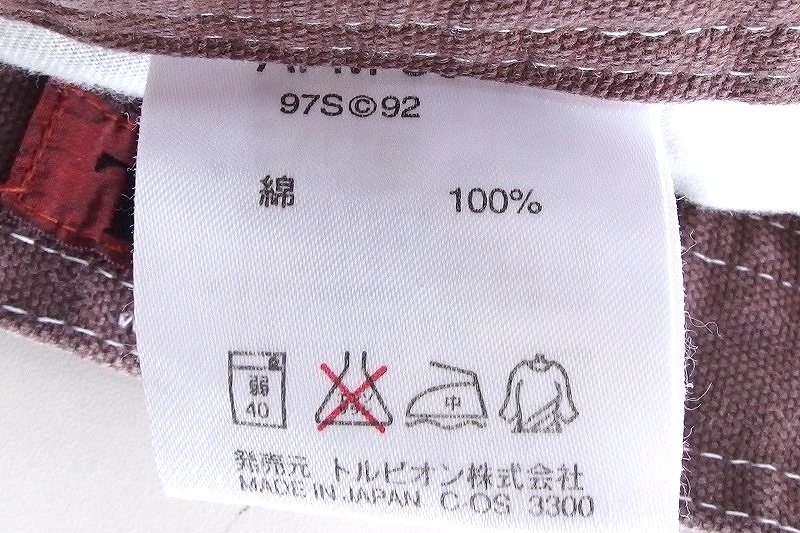 97S©92
綿 100%
弱
40
中
発売元 トルビオン株式会社
MADE IN JAPAN C-OS 3300